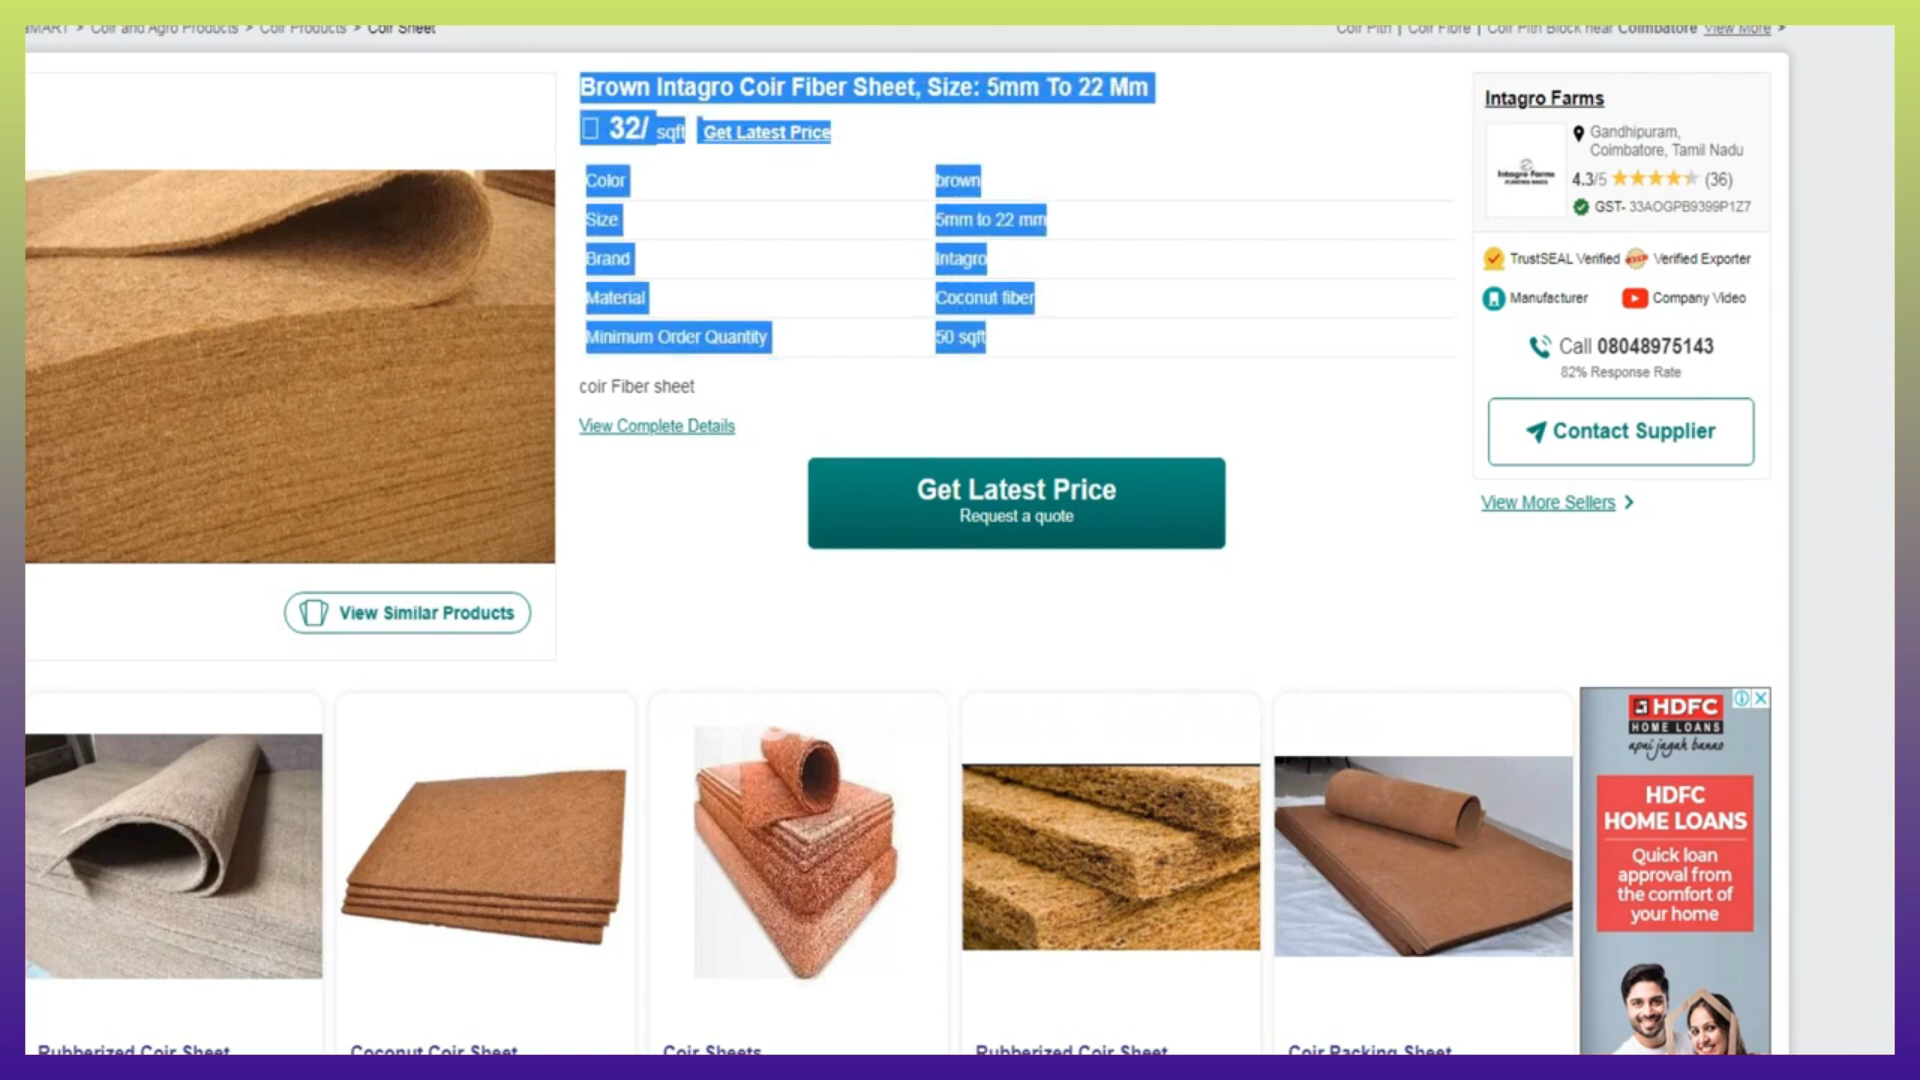 MART > Coir and Agro Products > Coir Products > Coir Sheet
Coir Pith | Coir Fibre | Coir Pith Block near Coimbatore View More >
Brown Intagro Coir Fiber Sheet, Size: 5mm To 22 Mm
32/ sqft Get Latest Price
Color brown
Size 5mm to 22 mm
Brand Intagro
Material Coconut fiber
Minimum Order Quantity 50 sqft
coir Fiber sheet
View Complete Details
Get Latest Price
Request a quote
View Similar Products
Intagro Farms
Gandhipuram,
Coimbatore, Tamil Nadu
Intagro Farms
4.3/5 (36)
GST- 33AOGPB9399P1Z7
TrustSEAL Verified Verified Exporter
Manufacturer Company Video
Call 08048975143
82% Response Rate
Contact Supplier
View More Sellers >
Rubberized Coir Sheet
Coconut Coir Sheet
Coir Sheets
Rubberized Coir Sheet
Coir Packing Sheet
HDFC
HOME LOANS
apni jagah banao
HDFC
HOME LOANS
Quick loan
approval from
the comfort of
your home